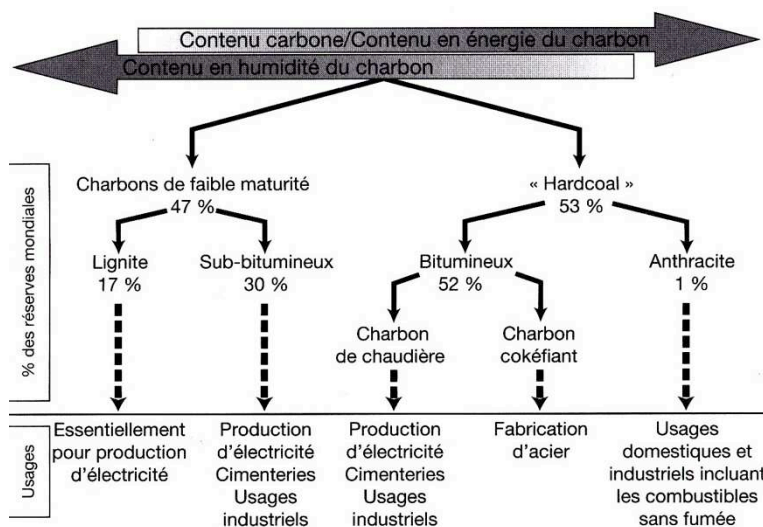 Contenu carbone/Contenu en énergie du charbon
Contenu en humidité du charbon
% des réserves mondiales
Charbons de faible maturité
47 %
« Hardcoal »
53 %
Lignite
17 %
Sub-bitumineux
30 %
Bitumineux
52 %
Anthracite
1 %
Charbon
de chaudière
Charbon
cokéfiant
Usages
Essentiellement
pour production
d'électricité
Production
d'électricité
Cimenteries
Usages
industriels
Production
d'électricité
Cimenteries
Usages
industriels
Fabrication
d'acier
Usages
domestiques et
industriels incluant
les combustibles
sans fumée